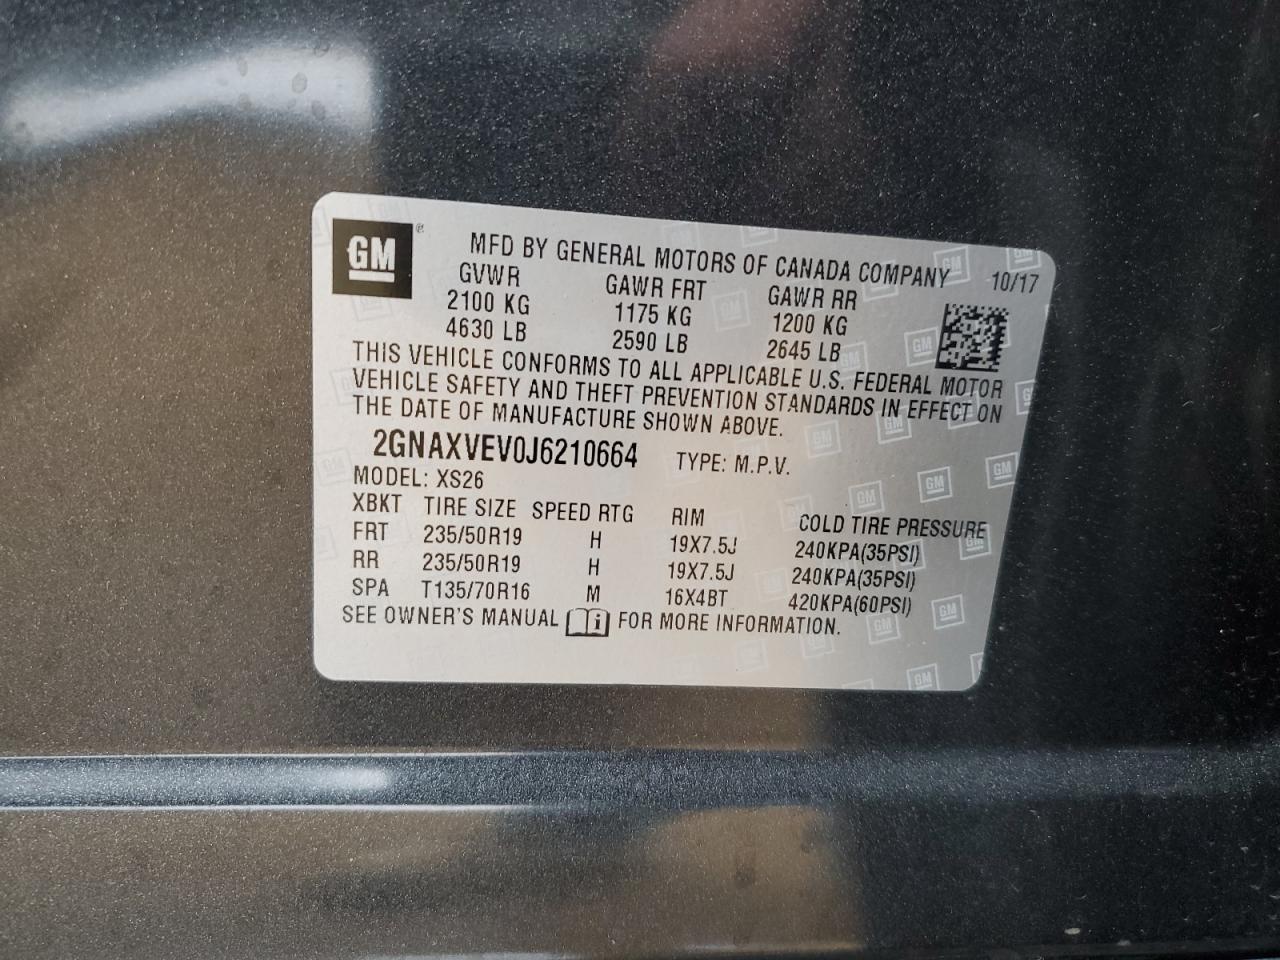 GM ®
MFD BY GENERAL MOTORS OF CANADA COMPANY 10/17
GVWR GAWR FRT GAWR RR
2100 KG 1175 KG 1200 KG
4630 LB 2590 LB 2645 LB
THIS VEHICLE CONFORMS TO ALL APPLICABLE U.S. FEDERAL MOTOR
VEHICLE SAFETY AND THEFT PREVENTION STANDARDS IN EFFECT ON
THE DATE OF MANUFACTURE SHOWN ABOVE.
2GNAXVEV0J6210664 TYPE: M.P.V.
MODEL: XS26
XBKT TIRE SIZE SPEED RTG RIM COLD TIRE PRESSURE
FRT 235/50R19 H 19X7.5J 240KPA(35PSI)
RR 235/50R19 H 19X7.5J 240KPA(35PSI)
SPA T135/70R16 M 16X4BT 420KPA(60PSI)
SEE OWNER'S MANUAL i FOR MORE INFORMATION.